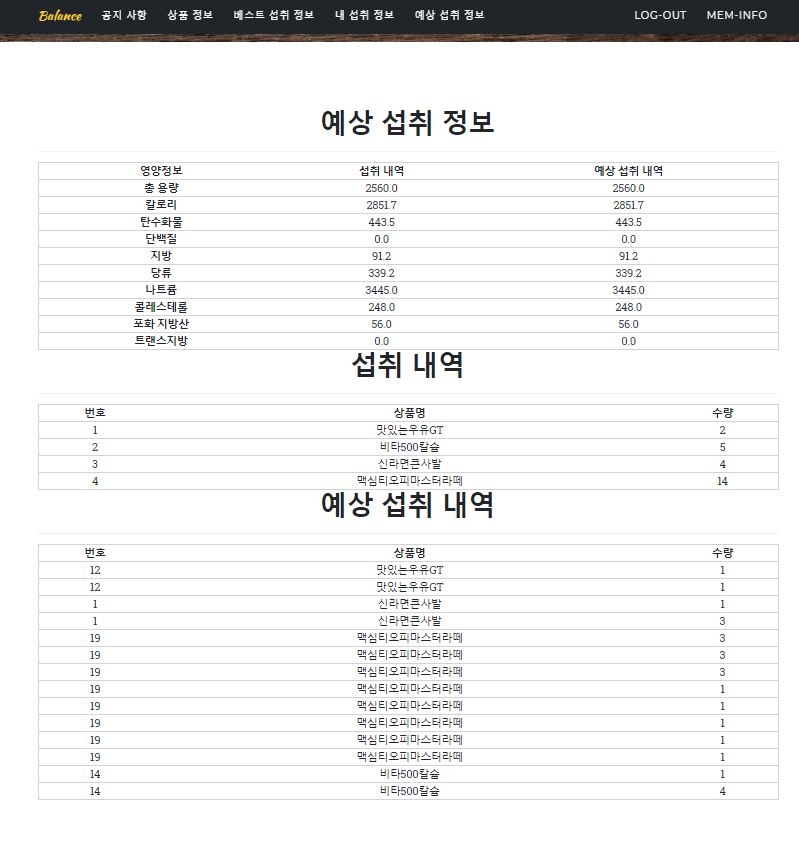 Balance 공지 사항 상품 정보 베스트 섭취 정보 내 섭취 정보 예상 섭취 정보 LOG-OUT MEM-INFO
예상 섭취 정보
영양정보 섭취 내역 예상 섭취 내역
총 용량 2560.0 2560.0
칼로리 2851.7 2851.7
탄수화물 443.5 443.5
단백질 0.0 0.0
지방 91.2 91.2
당류 339.2 339.2
나트륨 3445.0 3445.0
콜레스테롤 248.0 248.0
포화 지방산 56.0 56.0
트랜스지방 0.0 0.0
섭취 내역
번호 상품명 수량
1 맛있는우유GT 2
2 비타500칼슘 5
3 신라면큰사발 4
4 맥심티오피마스터라떼 14
예상 섭취 내역
번호 상품명 수량
12 맛있는우유GT 1
12 맛있는우유GT 1
1 신라면큰사발 1
1 신라면큰사발 3
19 맥심티오피마스터라떼 3
19 맥심티오피마스터라떼 3
19 맥심티오피마스터라떼 3
19 맥심티오피마스터라떼 1
19 맥심티오피마스터라떼 1
19 맥심티오피마스터라떼 1
19 맥심티오피마스터라떼 1
19 맥심티오피마스터라떼 1
14 비타500칼슘 1
14 비타500칼슘 4